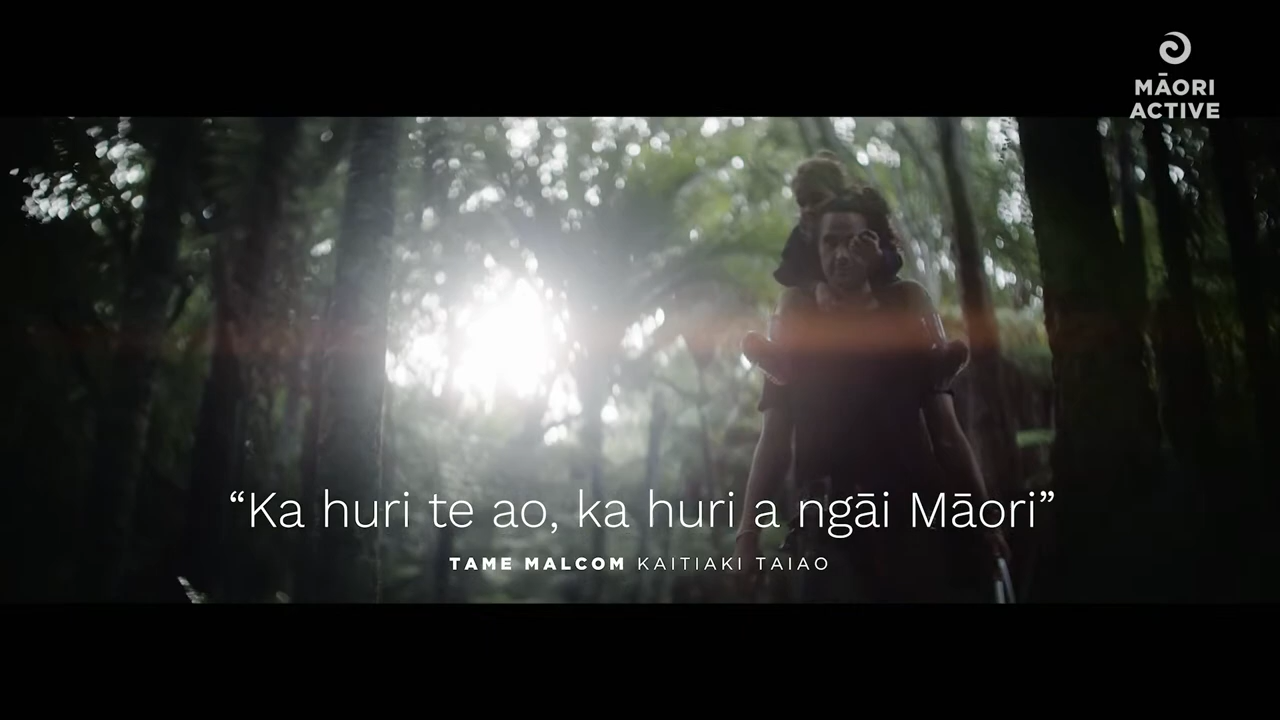 MĀORI
ACTIVE
“Ka huri te ao, ka huri a ngāi Māori”
TAME MALCOM KAITIAKI TAIAO